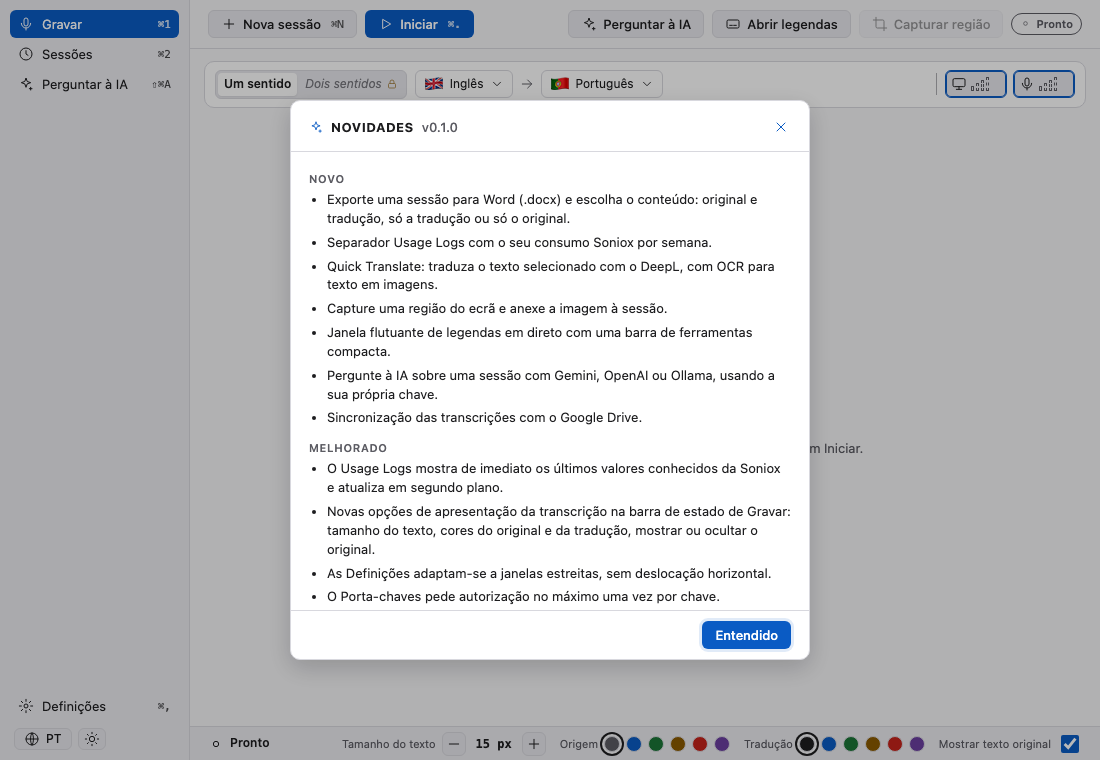 Gravar ⌘1
Sessões ⌘2
Perguntar à IA ⇧⌘A
Nova sessão ⌘N
Iniciar
Perguntar à IA
Abrir legendas
Capturar região
Pronto
Um sentido
Dois sentidos
Inglês
Português
NOVIDADES v0.1.0
NOVO
• Exporte uma sessão para Word (.docx) e escolha o conteúdo: original e
tradução, só a tradução ou só o original.
• Separador Usage Logs com o seu consumo Soniox por semana.
• Quick Translate: traduza o texto selecionado com o DeepL, com OCR para
texto em imagens.
• Capture uma região do ecrã e anexe a imagem à sessão.
• Janela flutuante de legendas em direto com uma barra de ferramentas
compacta.
• Pergunte à IA sobre uma sessão com Gemini, OpenAI ou Ollama, usando a
sua própria chave.
• Sincronização das transcrições com o Google Drive.
MELHORADO
• O Usage Logs mostra de imediato os últimos valores conhecidos da Soniox
e atualiza em segundo plano.
• Novas opções de apresentação da transcrição na barra de estado de Gravar:
tamanho do texto, cores do original e da tradução, mostrar ou ocultar o
original.
• As Definições adaptam-se a janelas estreitas, sem deslocação horizontal.
• O Porta-chaves pede autorização no máximo uma vez por chave.
m Iniciar.
Entendido
Definições ⌘,
PT
Pronto
Tamanho do texto − 15 px +
Origem
Tradução
Mostrar texto original